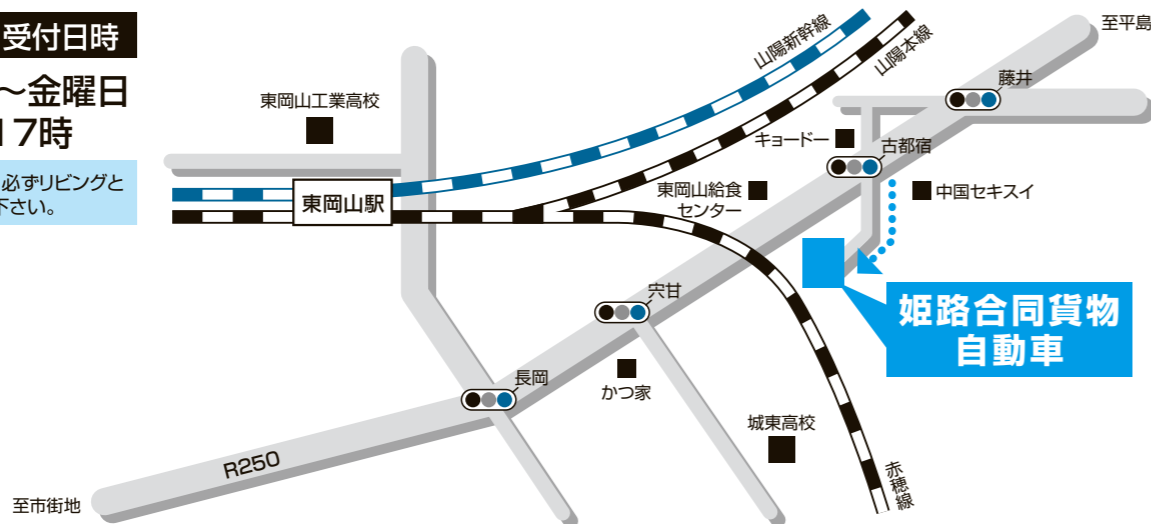 受付日時
～金曜日
17時
必ずリビングと
下さい。
東岡山工業高校
山陽新幹線
山陽本線
至平島
藤井
キョードー
古都宿
東岡山駅
東岡山給食
センター
中国セキスイ
穴甘
姫路合同貨物
自動車
長岡
かつ家
城東高校
R250
赤穂線
至市街地